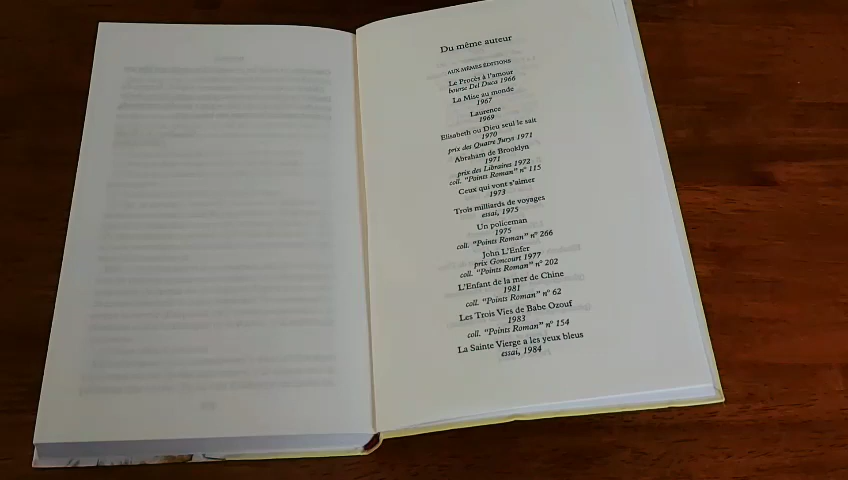 Du même auteur
AUX MÊMES ÉDITIONS
Le Procès à l'amour
bourse Del Duca 1966
La Mise au monde
1967
Laurence
1969
Elisabeth ou Dieu seul le sait
1970
prix des Quatre Jurys 1971
Abraham de Brooklyn
1971
prix des Libraires 1972
coll. "Points Roman" n° 115
Ceux qui vont s'aimer
1973
Trois milliards de voyages
essai, 1975
Un policeman
1975
coll. "Points Roman" n° 266
John L'Enfer
prix Goncourt 1977
coll. "Points Roman" n° 202
L'Enfant de la mer de Chine
1981
coll. "Points Roman" n° 62
Les Trois Vies de Babe Ozouf
1983
coll. "Points Roman" n° 154
La Sainte Vierge a les yeux bleus
essai, 1984